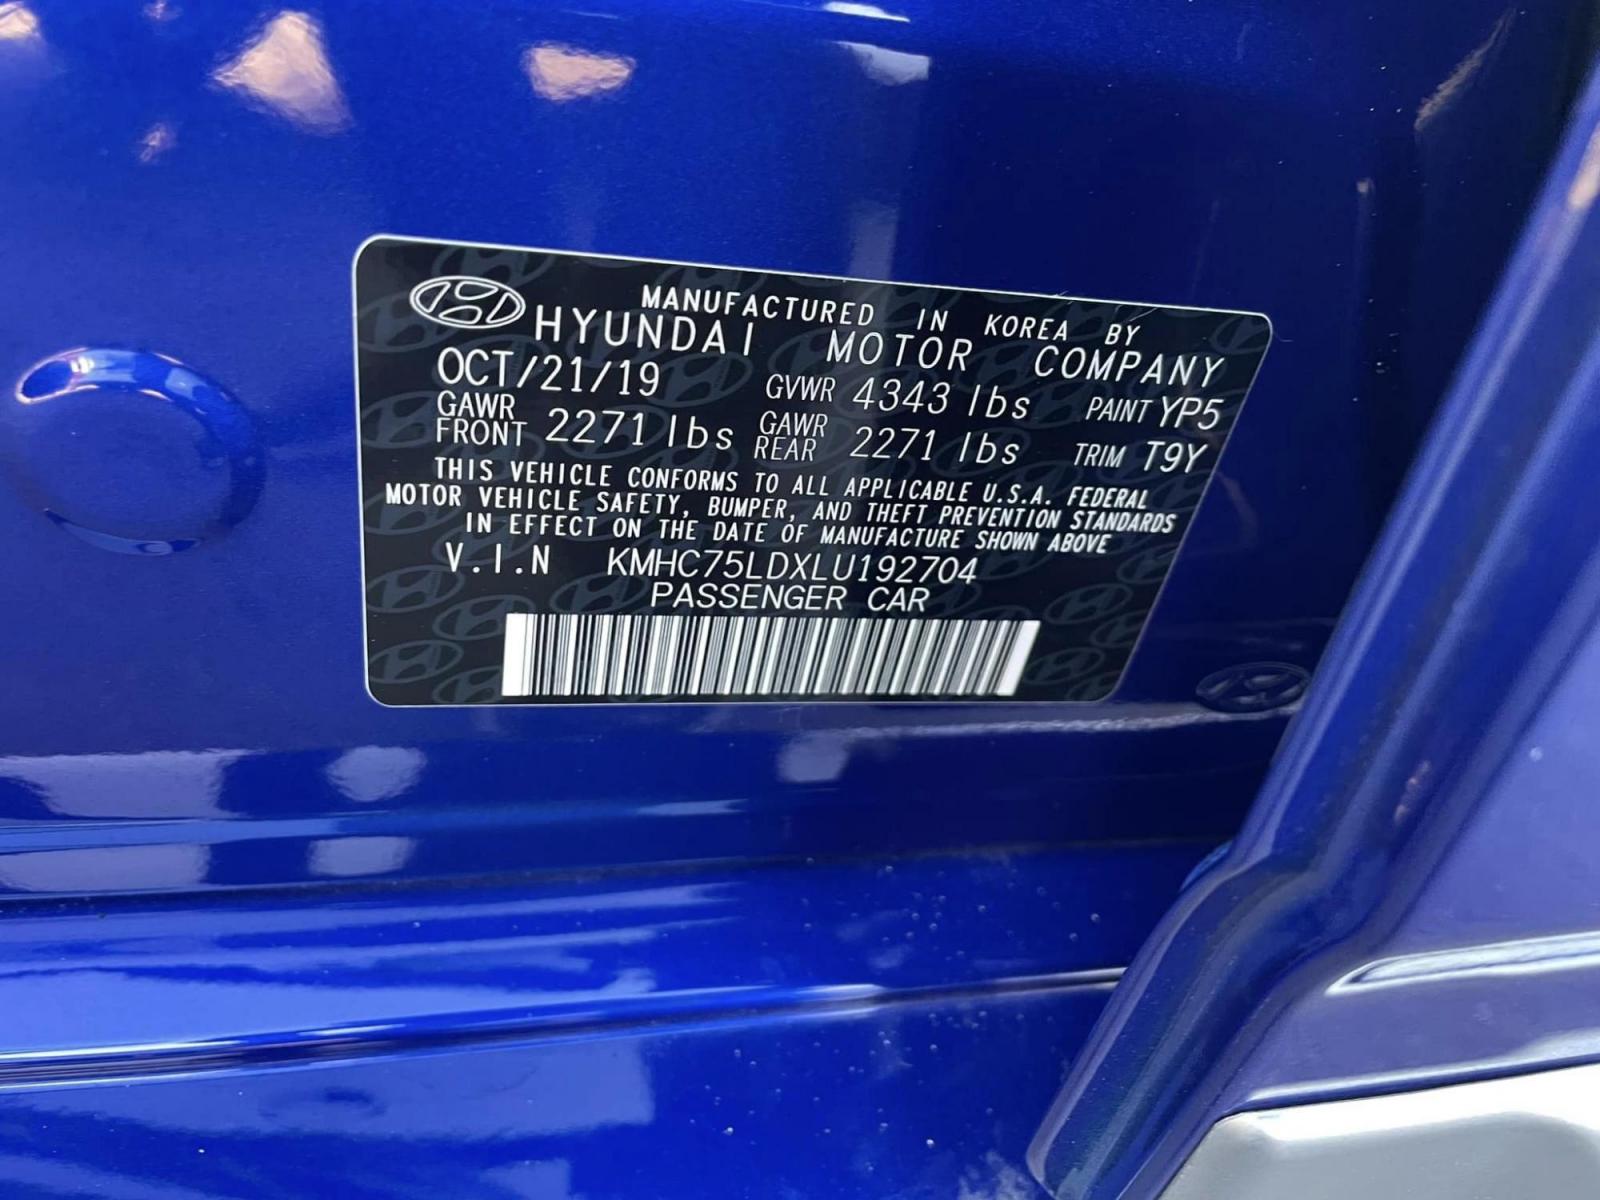 MANUFACTURED IN KOREA BY
HYUNDAI MOTOR COMPANY
OCT/21/19 GVWR 4343 lbs PAINT YP5
GAWR FRONT 2271 lbs GAWR REAR 2271 lbs TRIM T9Y
THIS VEHICLE CONFORMS TO ALL APPLICABLE U.S.A. FEDERAL
MOTOR VEHICLE SAFETY, BUMPER, AND THEFT PREVENTION STANDARDS
IN EFFECT ON THE DATE OF MANUFACTURE SHOWN ABOVE
V.I.N KMHC75LDXLU192704
PASSENGER CAR